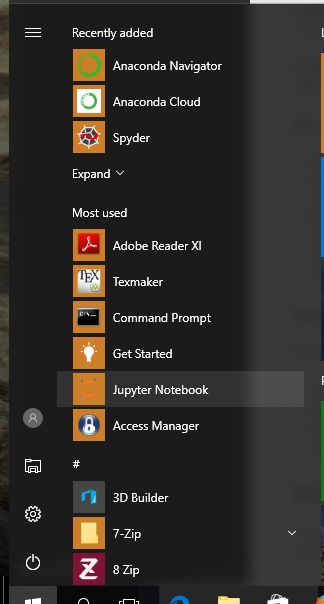 Recently added
Anaconda Navigator
Anaconda Cloud
Spyder
Expand
Most used
Adobe Reader XI
Texmaker
Command Prompt
Get Started
Jupyter Notebook
Access Manager
#
3D Builder
7-Zip
8 Zip